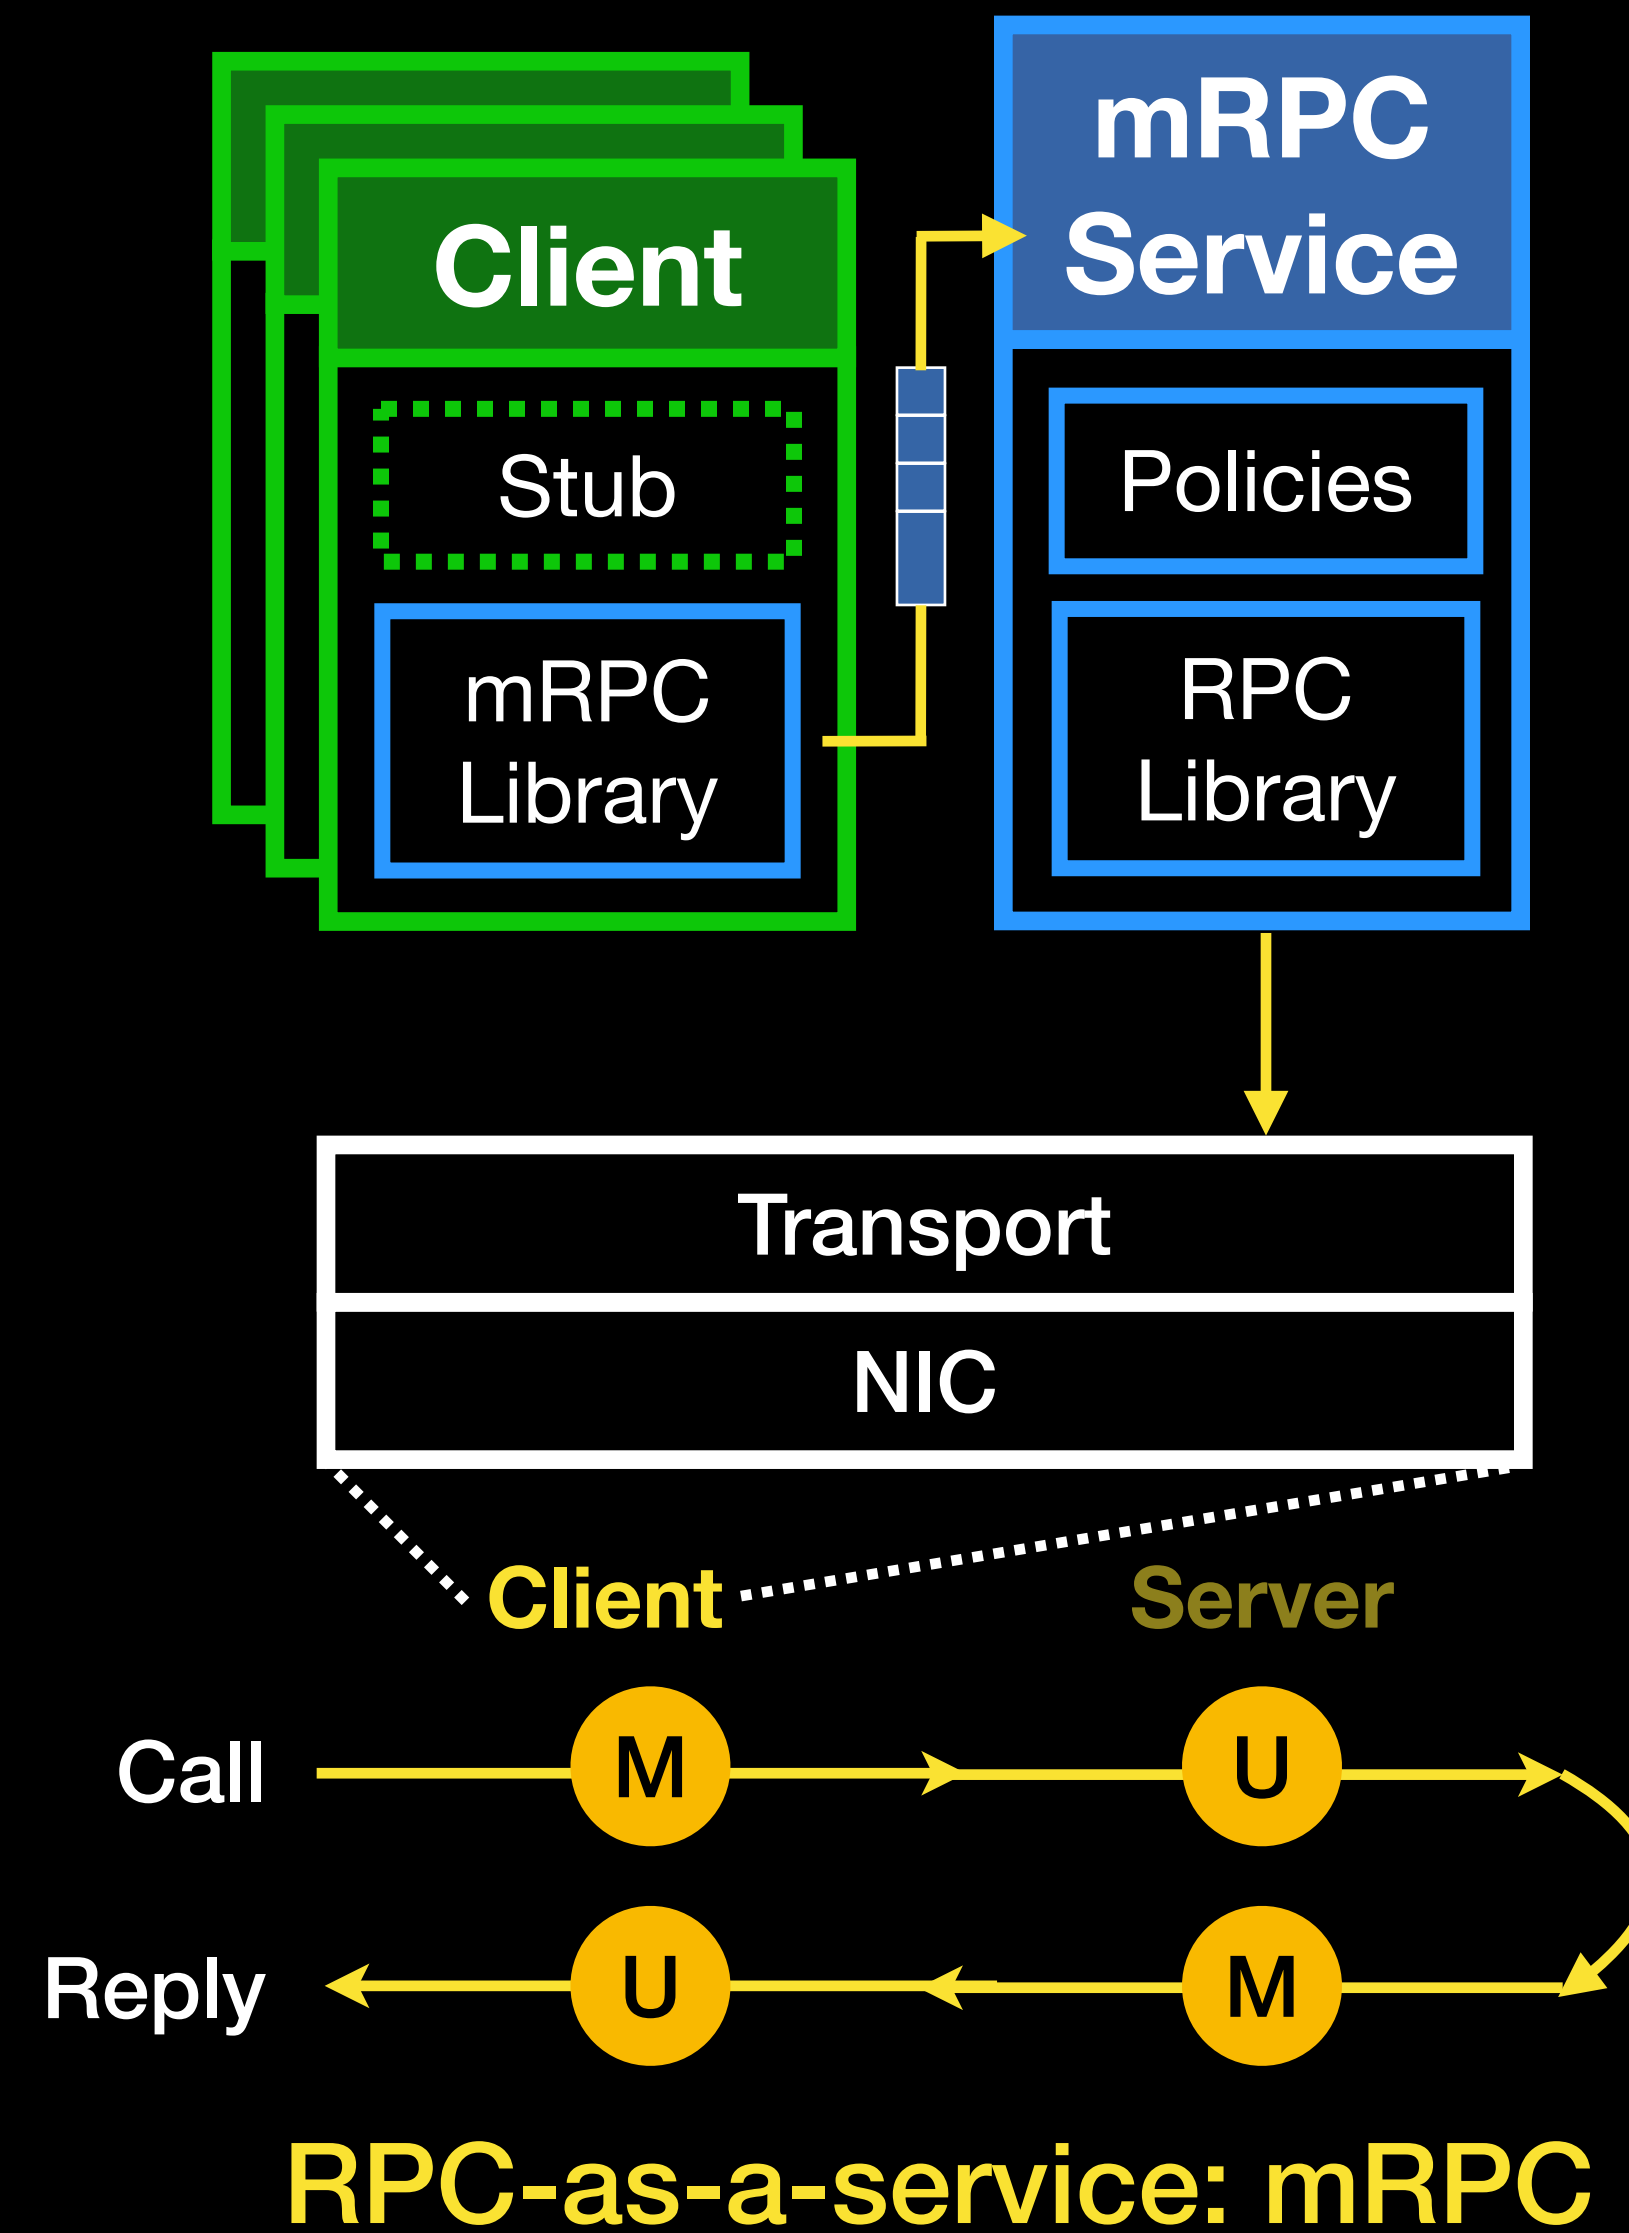 mRPC
Service
Client
Stub
mRPC
Library
Policies
RPC
Library
Transport
NIC
Client
Server
Call
M
U
Reply
U
M
RPC-as-a-service: mRPC